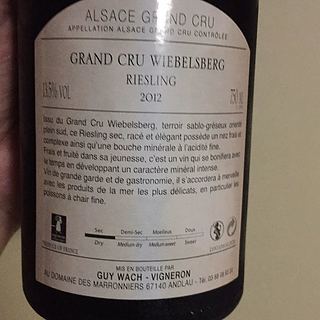 ALSACE GRAND CRU
APPELLATION ALSACE GRAND CRU CONTRÔLÉE
GRAND CRU WIEBELSBERG
RIESLING
13,5% VOL
2012
Issu du Grand Cru Wiebelsberg, terroir sablo-gréseux orienté
plein sud, ce Riesling sec, racé et élégant possède un nez frais et
complexe ainsi qu'une bouche minérale à l'acidité fine.
Frais et fruité dans sa jeunesse, c'est un vin qui se bonifiera avec
le temps en développant un caractère minéral intense.
Vin de grande garde et de gastronomie, il s'accordera à merveille
avec les produits de la mer les plus délicats, en particulier les
poissons à chair fine.
Sec Demi-Sec Moelleux Doux
Dry Medium dry Medium sweet Sweet
PRODUCE OF FRANCE
MIS EN BOUTEILLE PAR
GUY WACH - VIGNERON
AU DOMAINE DES MARRONNIERS 67140 ANDLAU - Tél.